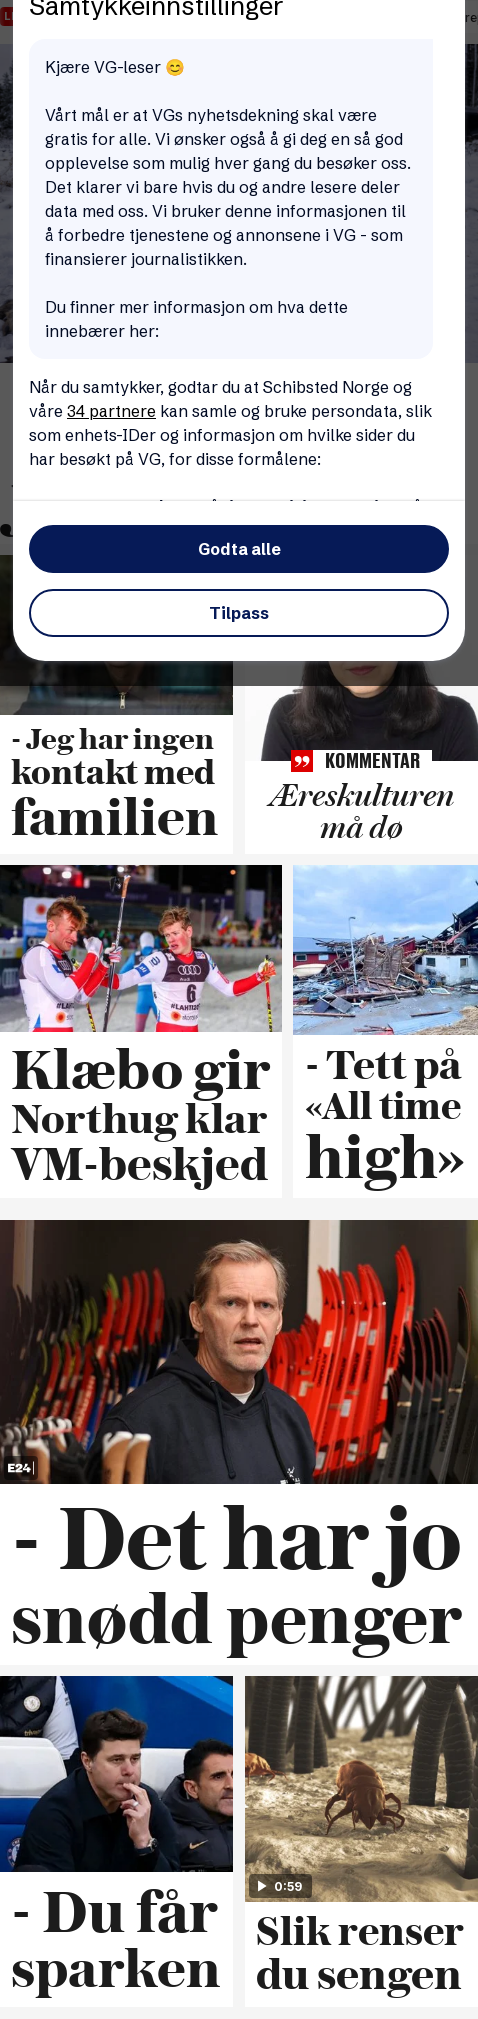 Samtykkeinnstillinger
Kjære VG-leser 😊
Vårt mål er at VGs nyhetsdekning skal være
gratis for alle. Vi ønsker også å gi deg en så god
opplevelse som mulig hver gang du besøker oss.
Det klarer vi bare hvis du og andre lesere deler
data med oss. Vi bruker denne informasjonen til
å forbedre tjenestene og annonsene i VG - som
finansierer journalistikken.
Du finner mer informasjon om hva dette
innebærer her:
Når du samtykker, godtar du at Schibsted Norge og
våre 34 partnere kan samle og bruke persondata, slik
som enhets-IDer og informasjon om hvilke sider du
har besøkt på VG, for disse formålene:
Godta alle
Tilpass
- Jeg har ingen
kontakt med
familien
KOMMENTAR
Æreskulturen
må dø
6
#LAHTI
Klæbo gir
Northug klar
VM-beskjed
- Tett på
«All time
high»
E24
- Det har jo
snødd penger
- Du får
sparken
0:59
Slik renser
du sengen